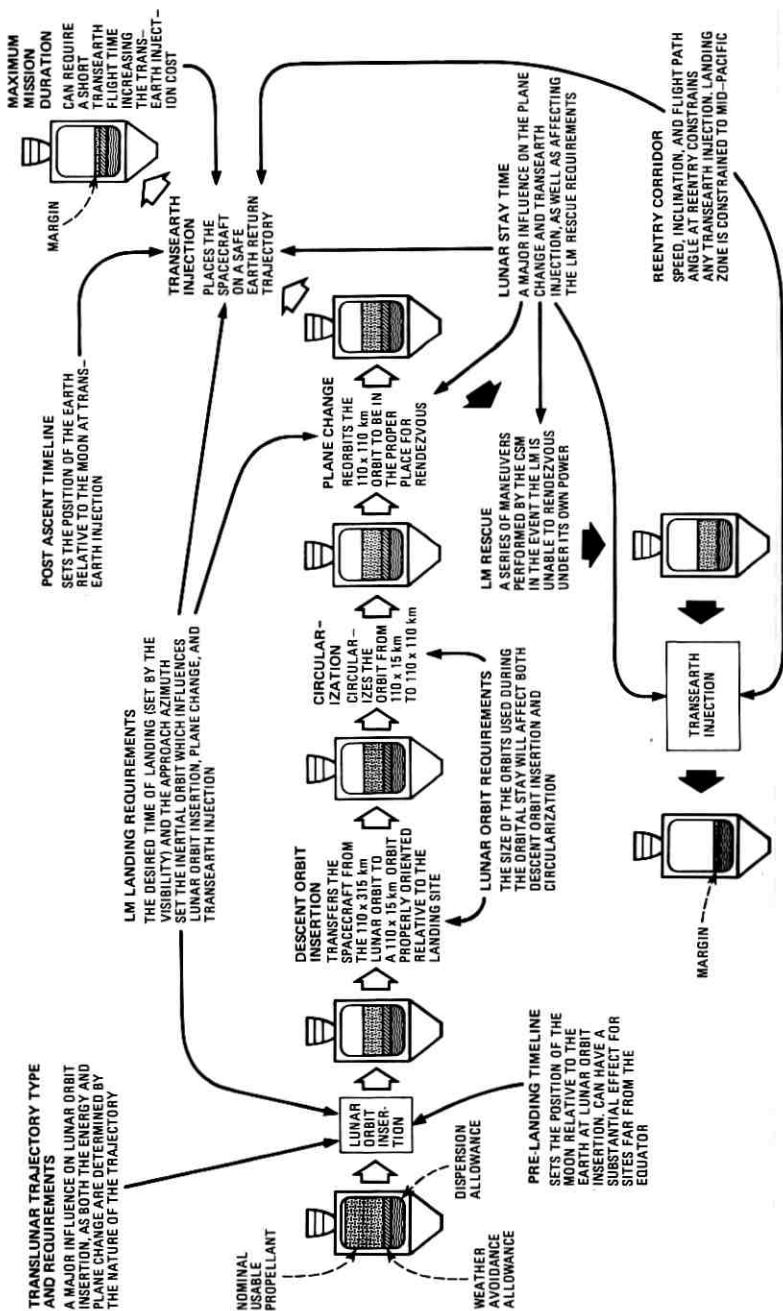 TRANSLUNAR TRAJECTORY TYPE
AND REQUIREMENTS
A MAJOR INFLUENCE ON LUNAR ORBIT
INSERTION, AS BOTH THE ENERGY AND
PLANE CHANGE ARE DETERMINED BY
THE NATURE OF THE TRAJECTORY
LM LANDING REQUIREMENTS
THE DESIRED TIME OF LANDING (SET BY THE
VISIBILITY) AND THE APPROACH AZIMUTH
SET THE INERTIAL ORBIT WHICH INFLUENCES
LUNAR ORBIT INSERTION, PLANE CHANGE, AND
TRANSEARTH INJECTION
POST ASCENT TIMELINE
SETS THE POSITION OF THE EARTH
RELATIVE TO THE MOON AT TRANS–
EARTH INJECTION
MAXIMUM
MISSION
DURATION
CAN REQUIRE
A SHORT
TRANSEARTH
FLIGHT TIME
INCREASING
THE TRANS–
EARTH INJECT–
ION COST
MARGIN
TRANSEARTH
INJECTION
PLACES THE
SPACECRAFT
ON A SAFE
EARTH RETURN
TRAJECTORY
NOMINAL
USABLE
PROPELLANT
WEATHER
AVOIDANCE
ALLOWANCE
DISPERSION
ALLOWANCE
LUNAR
ORBIT
INSER–
TION
DESCENT ORBIT
INSERTION
TRANSFERS THE
SPACECRAFT FROM
THE 110 x 315 km
LUNAR ORBIT TO
A 110 x 15 km ORBIT
PROPERLY ORIENTED
RELATIVE TO THE
LANDING SITE
CIRCULAR–
IZATION
CIRCULAR–
IZES THE
ORBIT FROM
110 x 15 km
TO 110 x 110 km
PLANE CHANGE
REORBITS THE
110 x 110 km
ORBIT TO BE IN
THE PROPER
PLACE FOR
RENDEZVOUS
PRE-LANDING TIMELINE
SETS THE POSITION OF THE
MOON RELATIVE TO THE
EARTH AT LUNAR ORBIT
INSERTION, CAN HAVE A
SUBSTANTIAL EFFECT FOR
SITES FAR FROM THE
EQUATOR
LUNAR ORBIT REQUIREMENTS
THE SIZE OF THE ORBITS USED DURING
THE ORBITAL STAY WILL AFFECT BOTH
DESCENT ORBIT INSERTION AND
CIRCULARIZATION
LM RESCUE
A SERIES OF MANEUVERS
PERFORMED BY THE CSM
IN THE EVENT THE LM IS
UNABLE TO RENDEZVOUS
UNDER ITS OWN POWER
LUNAR STAY TIME
A MAJOR INFLUENCE ON THE PLANE
CHANGE AND TRANSEARTH
INJECTION, AS WELL AS AFFECTING
THE LM RESCUE REQUIREMENTS
REENTRY CORRIDOR
SPEED, INCLINATION, AND FLIGHT PATH
ANGLE AT REENTRY CONSTRAINS
ANY TRANSEARTH INJECTION. LANDING
ZONE IS CONSTRAINED TO MID–PACIFIC
TRANSEARTH
INJECTION
MARGIN